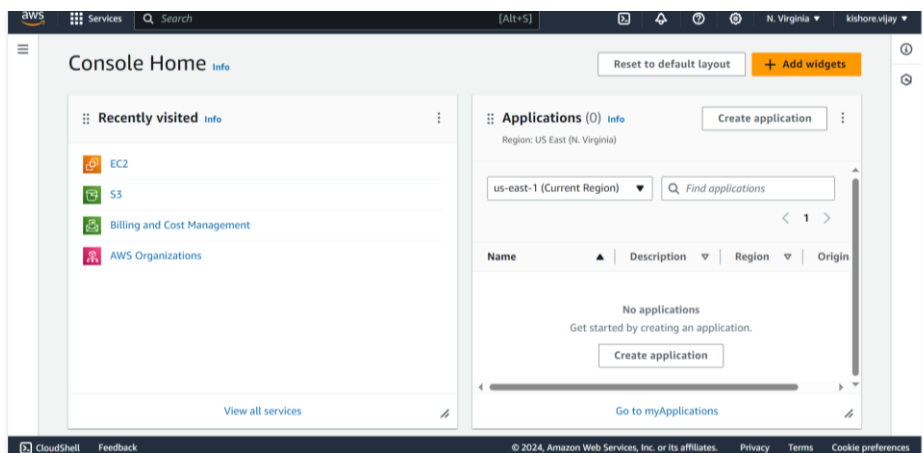 aws Services Search [Alt+S] N. Virginia kishore.vijay
Console Home Info
Reset to default layout
+ Add widgets
Recently visited Info
EC2
S3
Billing and Cost Management
AWS Organizations
View all services
Applications (0) Info
Create application
Region: US East (N. Virginia)
us-east-1 (Current Region)
Find applications
1
Name Description Region Origin
No applications
Get started by creating an application.
Create application
Go to myApplications
CloudShell Feedback © 2024, Amazon Web Services, Inc. or its affiliates. Privacy Terms Cookie preferences